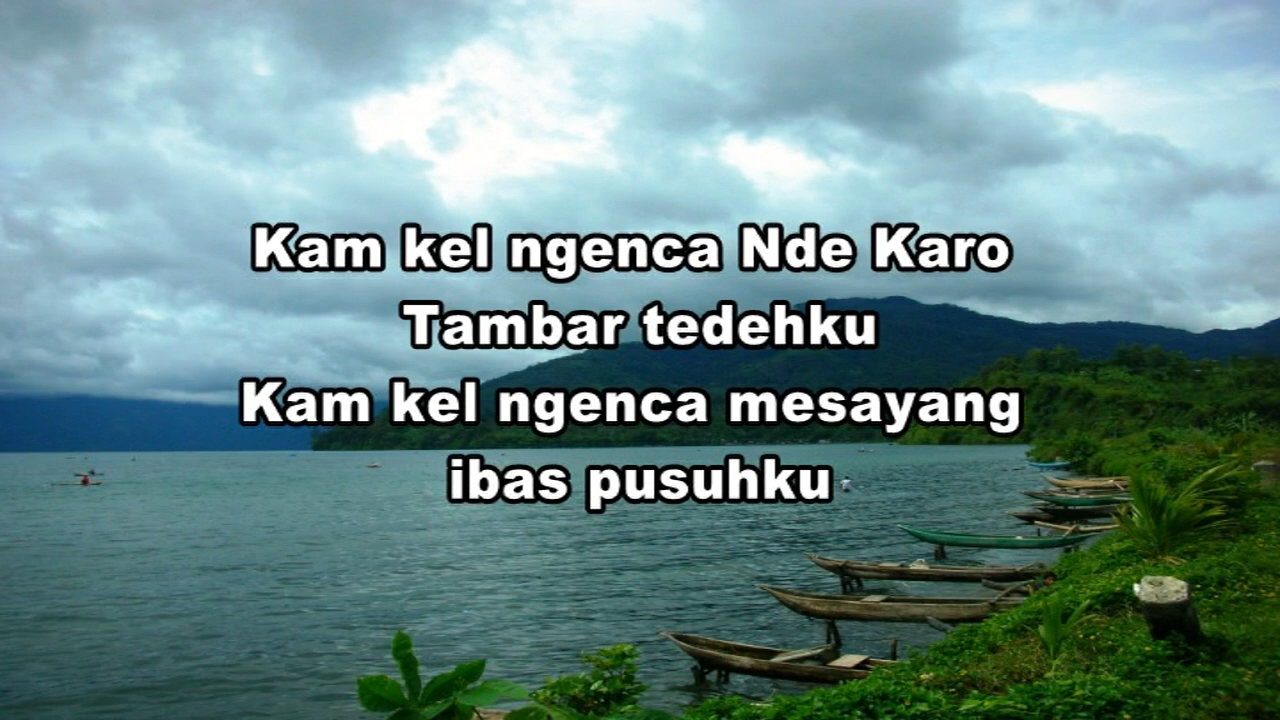 Kam kel ngenca Nde Karo
Tambar tedehku
Kam kel ngenca mesayang
ibas pusuhku